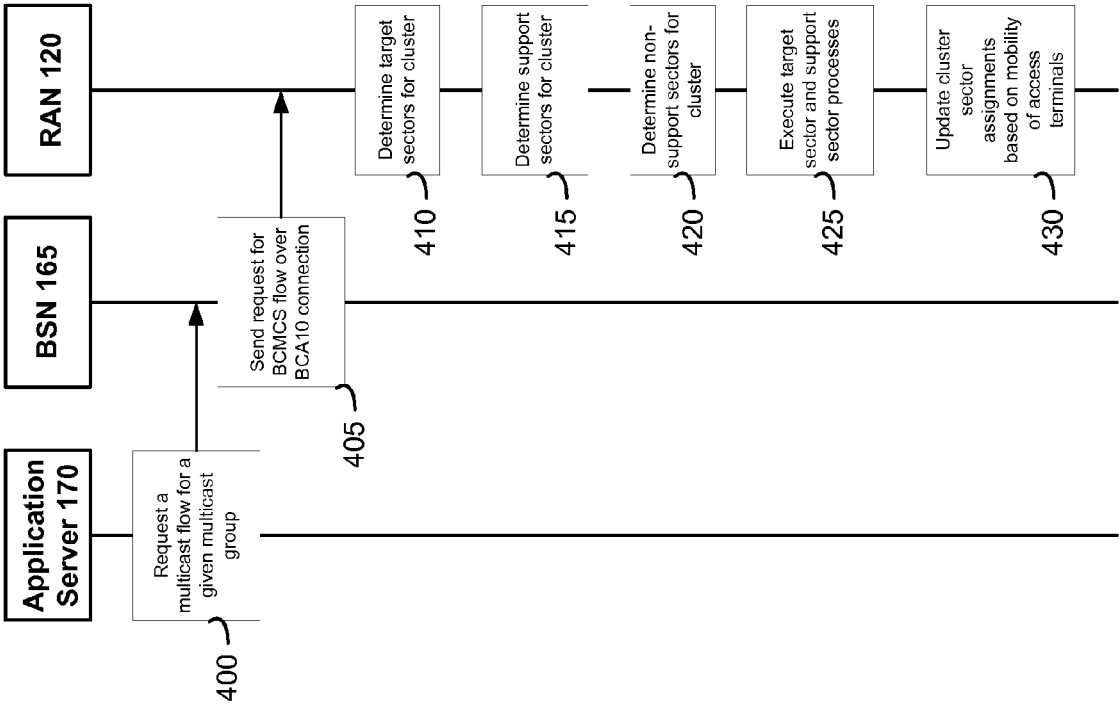 Application
Server 170
BSN 165
RAN 120
Request a
multicast flow for a
given multicast
group
400
Send request for
BCMCS flow over
BCA10 connection
405
Determine target
sectors for cluster
410
Determine support
sectors for cluster
415
Determine non-
support sectors for
cluster
420
Execute target
sector and support
sector processes
425
Update cluster
sector
assignments
based on mobility
of access
terminals
430